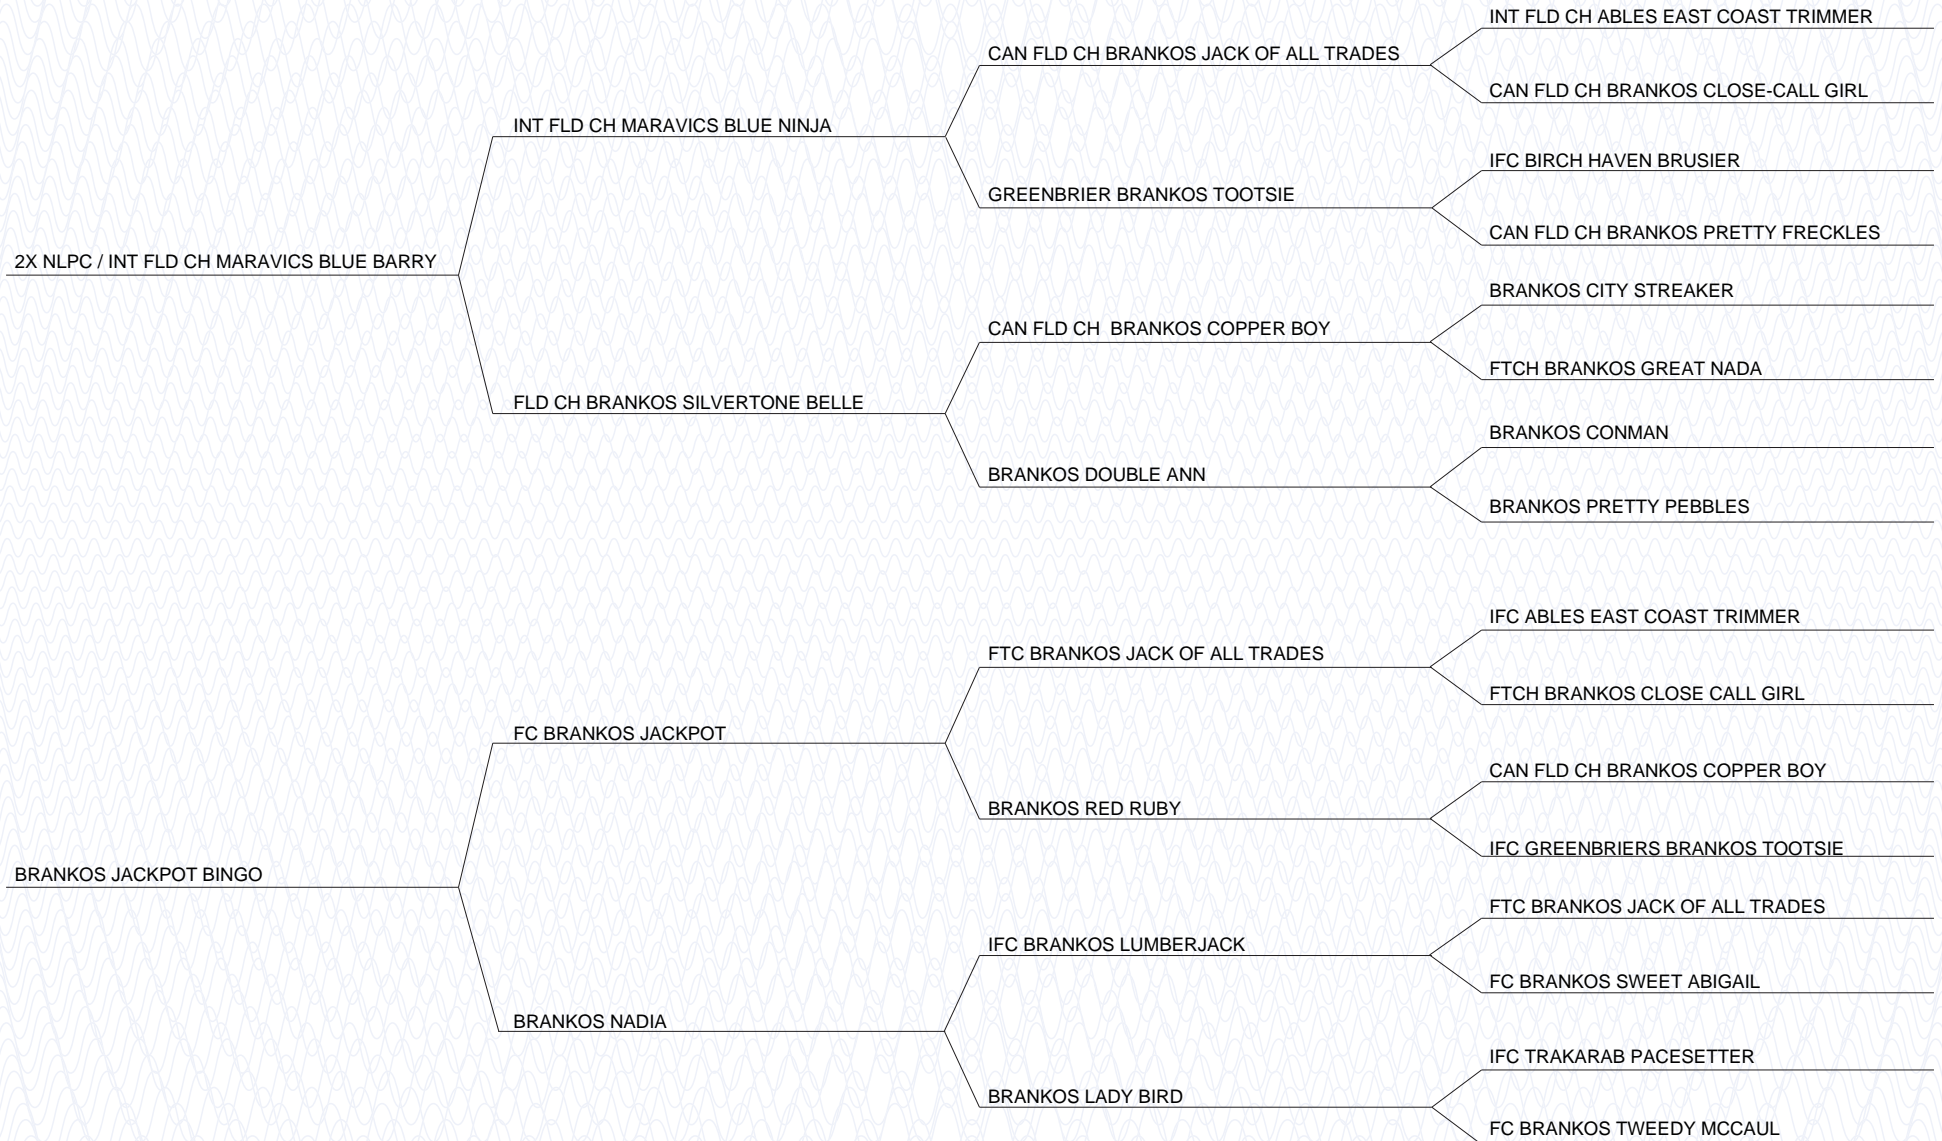 INT FLD CH ABLES EAST COAST TRIMMER
CAN FLD CH BRANKOS JACK OF ALL TRADES
CAN FLD CH BRANKOS CLOSE-CALL GIRL
INT FLD CH MARAVICS BLUE NINJA
IFC BIRCH HAVEN BRUSIER
GREENBRIER BRANKOS TOOTSIE
CAN FLD CH BRANKOS PRETTY FRECKLES
2X NLPC / INT FLD CH MARAVICS BLUE BARRY
BRANKOS CITY STREAKER
CAN FLD CH  BRANKOS COPPER BOY
FTCH BRANKOS GREAT NADA
FLD CH BRANKOS SILVERTONE BELLE
BRANKOS CONMAN
BRANKOS DOUBLE ANN
BRANKOS PRETTY PEBBLES
IFC ABLES EAST COAST TRIMMER
FTC BRANKOS JACK OF ALL TRADES
FTCH BRANKOS CLOSE CALL GIRL
FC BRANKOS JACKPOT
CAN FLD CH BRANKOS COPPER BOY
BRANKOS RED RUBY
IFC GREENBRIERS BRANKOS TOOTSIE
BRANKOS JACKPOT BINGO
FTC BRANKOS JACK OF ALL TRADES
IFC BRANKOS LUMBERJACK
FC BRANKOS SWEET ABIGAIL
BRANKOS NADIA
IFC TRAKARAB PACESETTER
BRANKOS LADY BIRD
FC BRANKOS TWEEDY MCCAUL